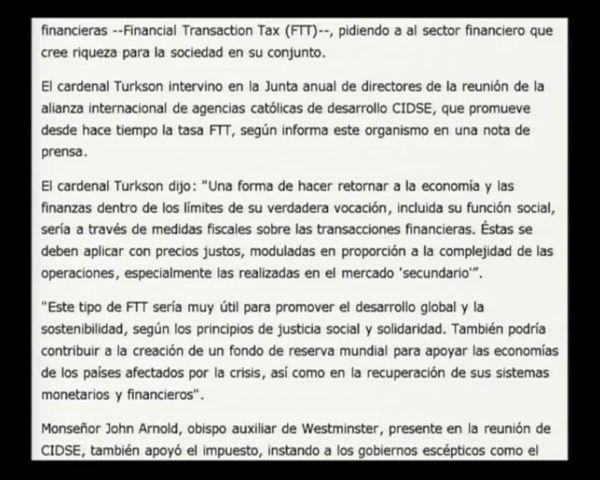 financieras --Financial Transaction Tax (FTT)--, pidiendo a al sector financiero que
cree riqueza para la sociedad en su conjunto.
El cardenal Turkson intervino en la Junta anual de directores de la reunión de la
alianza internacional de agencias católicas de desarrollo CIDSE, que promueve
desde hace tiempo la tasa FTT, según informa este organismo en una nota de
prensa.
El cardenal Turkson dijo: "Una forma de hacer retornar a la economía y las
finanzas dentro de los límites de su verdadera vocación, incluida su función social,
sería a través de medidas fiscales sobre las transacciones financieras. Éstas se
deben aplicar con precios justos, moduladas en proporción a la complejidad de las
operaciones, especialmente las realizadas en el mercado 'secundario'".
"Este tipo de FTT sería muy útil para promover el desarrollo global y la
sostenibilidad, según los principios de justicia social y solidaridad. También podría
contribuir a la creación de un fondo de reserva mundial para apoyar las economías
de los países afectados por la crisis, así como en la recuperación de sus sistemas
monetarios y financieros".
Monseñor John Arnold, obispo auxiliar de Westminster, presente en la reunión de
CIDSE, también apoyó el impuesto, instando a los gobiernos escépticos como el